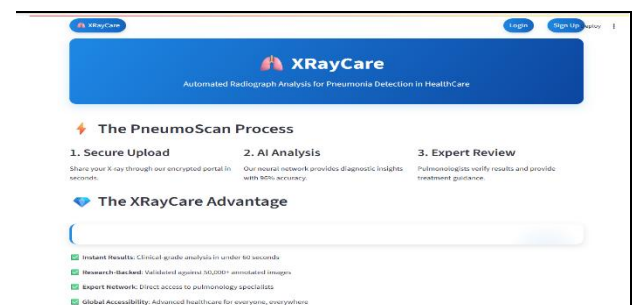 XRayCare
Login
Sign Up
eploy
XRayCare
Automated Radiograph Analysis for Pneumonia Detection in HealthCare
The PneumoScan Process
1. Secure Upload
Share your X-ray through our encrypted portal in
seconds.
2. AI Analysis
Our neural network provides diagnostic insights
with 96% accuracy.
3. Expert Review
Pulmonologists verify results and provide
treatment guidance.
The XRayCare Advantage
Instant Results: Clinical-grade analysis in under 60 seconds
Research-Backed: Validated against 50,000+ annotated images
Expert Network: Direct access to pulmonology specialists
Global Accessibility: Advanced healthcare for everyone, everywhere